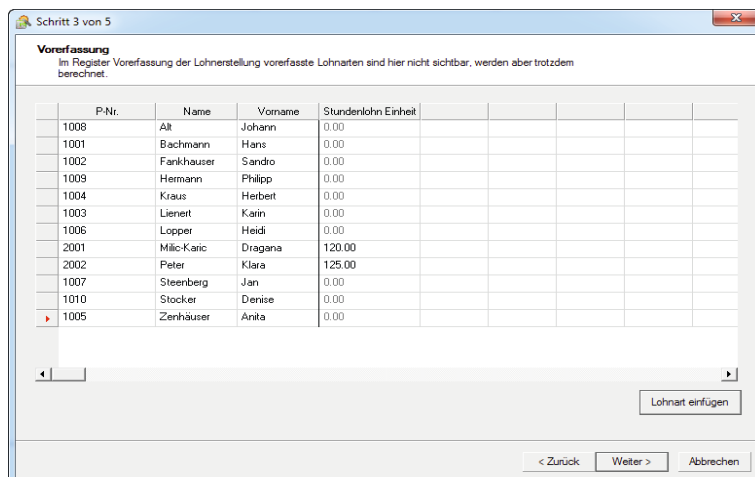 Schritt 3 von 5
Vorerfassung
Im Register Vorerfassung der Lohnerstellung vorerfasste Lohnarten sind hier nicht sichtbar, werden aber trotzdem
berechnet.
P-Nr. Name Vorname Stundenlohn Einheit
1008 Alt Johann 0.00
1001 Bachmann Hans 0.00
1002 Fankhauser Sandro 0.00
1009 Hermann Philipp 0.00
1004 Kraus Herbert 0.00
1003 Lienert Karin 0.00
1006 Lopper Heidi 0.00
2001 Milic-Karic Dragana 120.00
2002 Peter Klara 125.00
1007 Steenberg Jan 0.00
1010 Stocker Denise 0.00
1005 Zenhäuser Anita 0.00
Lohnart einfügen
< Zurück Weiter > Abbrechen